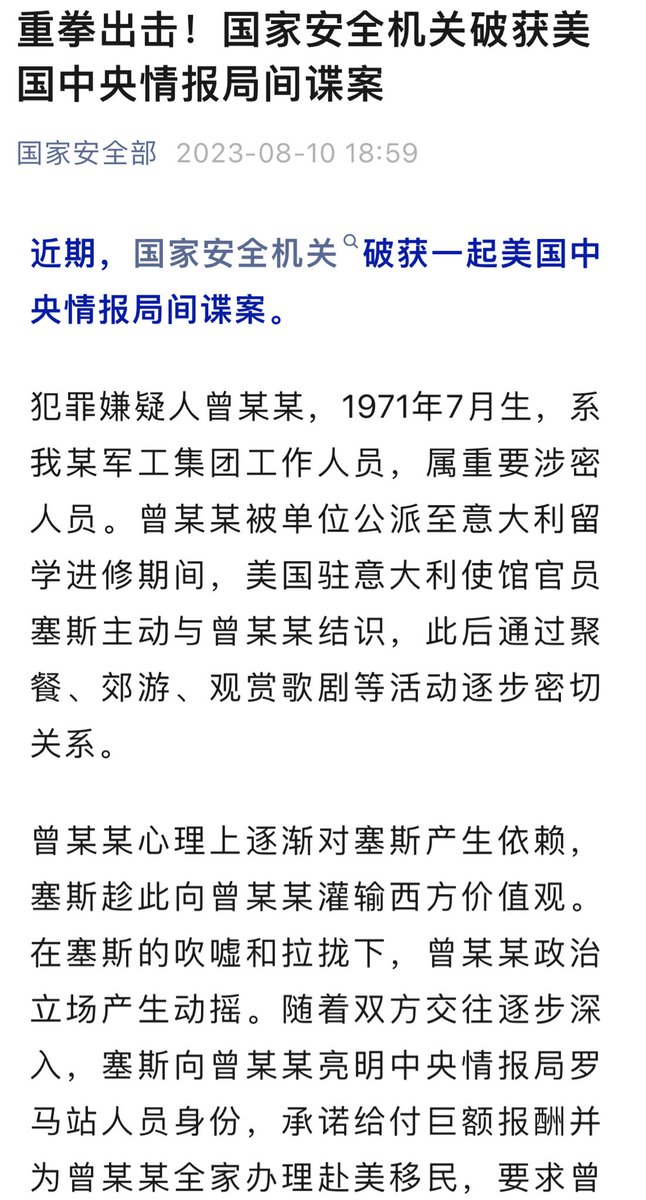 重拳出击！国家安全机关破获美
国中央情报局间谍案
国家安全部 2023-08-10 18:59
近期，国家安全机关破获一起美国中
央情报局间谍案。
犯罪嫌疑人曾某某，1971年7月生，系
我某军工集团工作人员，属重要涉密
人员。曾某某被单位公派至意大利留
学进修期间，美国驻意大利使馆官员
塞斯主动与曾某某结识，此后通过聚
餐、郊游、观赏歌剧等活动逐步密切
关系。
曾某某心理上逐渐对塞斯产生依赖，
塞斯趁此向曾某某灌输西方价值观。
在塞斯的吹嘘和拉拢下，曾某某政治
立场产生动摇。随着双方交往逐步深
入，塞斯向曾某某亮明中央情报局罗
马站人员身份，承诺给付巨额报酬并
为曾某某全家办理赴美移民，要求曾